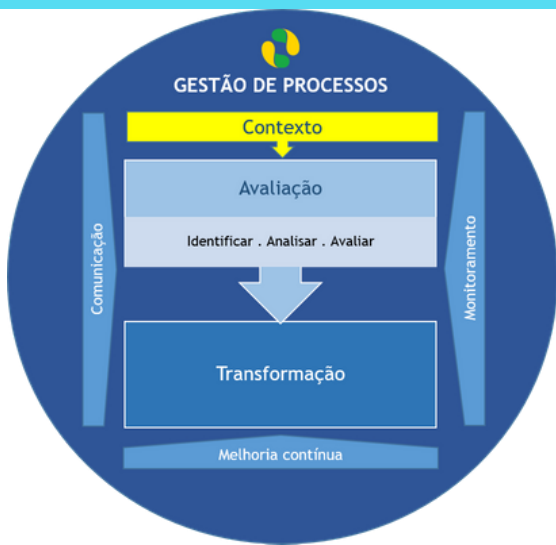 GESTÃO DE PROCESSOS
Contexto
Avaliação
Identificar . Analisar . Avaliar
Comunicação
Monitoramento
Transformação
Melhoria contínua